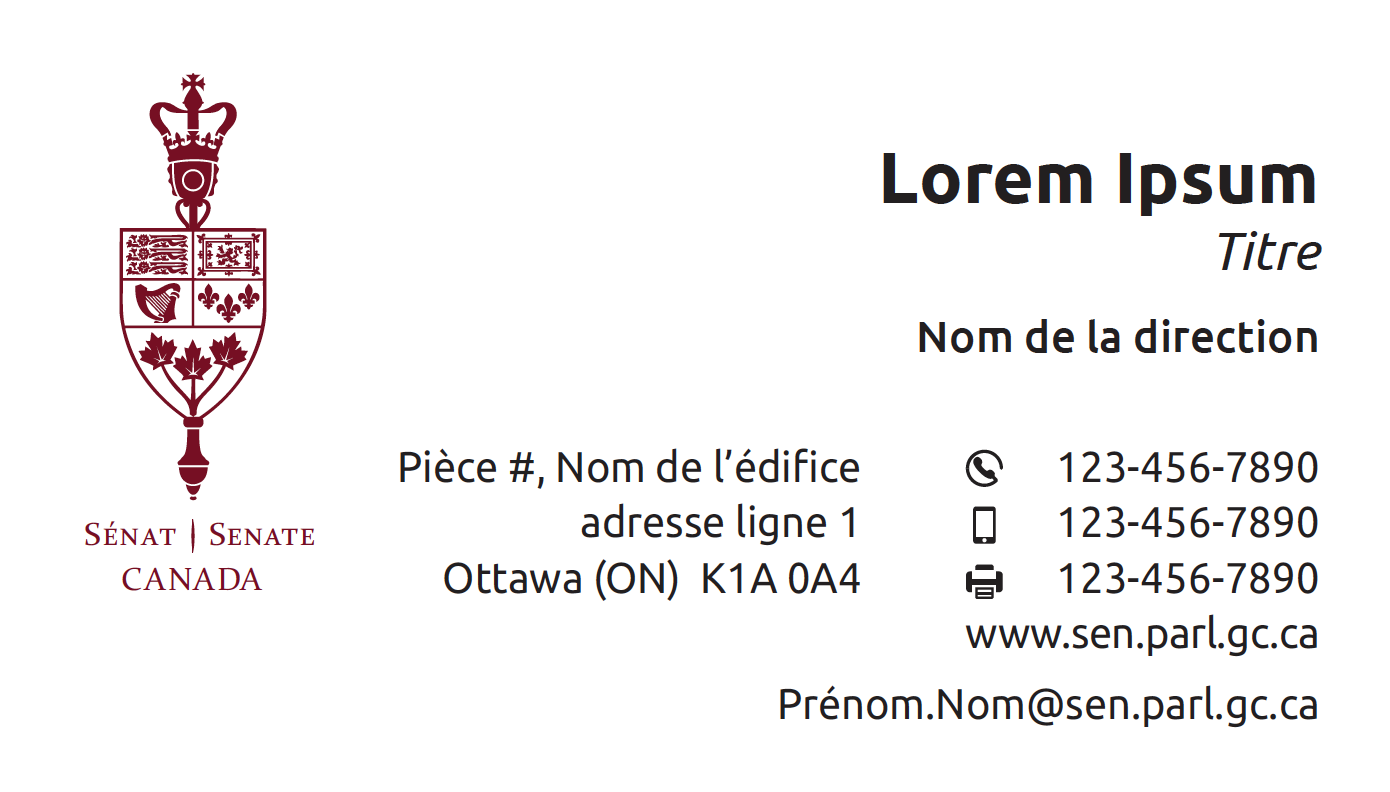 Lorem Ipsum
Titre
Nom de la direction
Pièce #, Nom de l’édifice
adresse ligne 1
Ottawa (ON)  K1A 0A4
123-456-7890
123-456-7890
123-456-7890
www.sen.parl.gc.ca
Prénom.Nom@sen.parl.gc.ca
SÉNAT | SENATE
CANADA